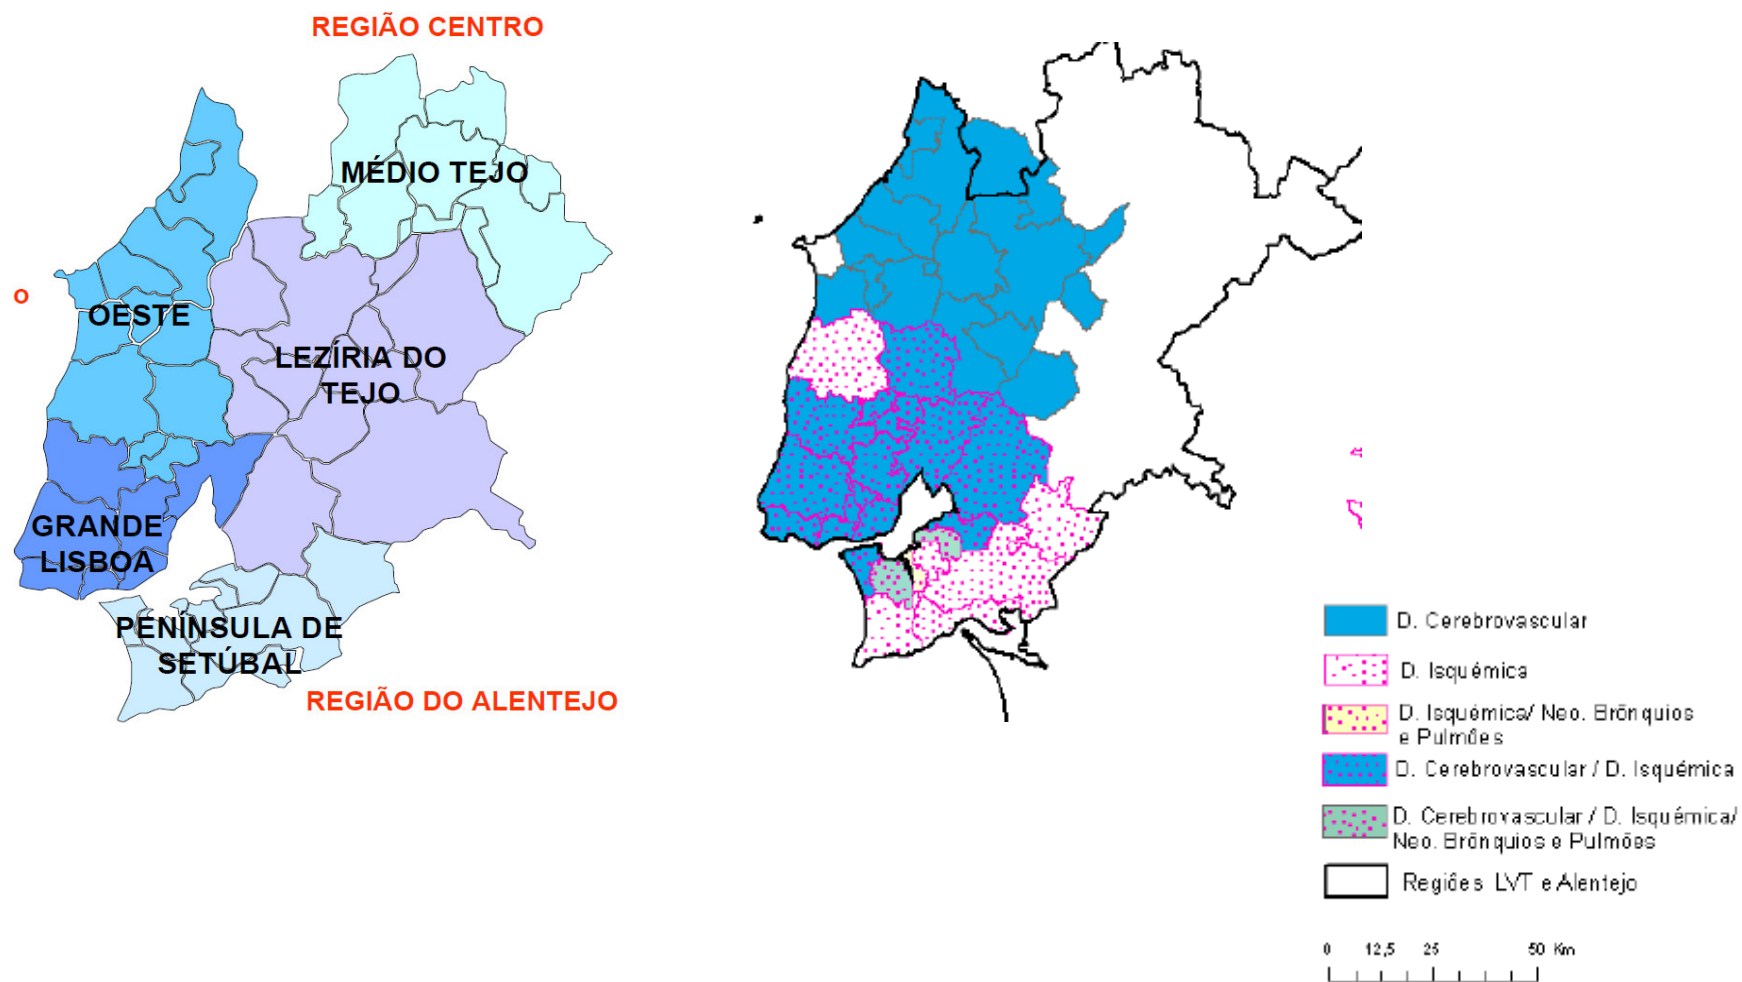 REGIÃO CENTRO
MÉDIO TEJO
o
OESTE
LEZÍRIA DO
TEJO
GRANDE
LISBOA
PENÍNSULA DE
SETÚBAL
REGIÃO DO ALENTEJO
D. Cerebrovascular
D. Isquémica
D. Isquémica/ Neo. Brônquios
e Pulmões
D. Cerebrovascular / D. Isquémica
D. Cerebrovascular / D. Isquémica/
Neo. Brônquios e Pulmões
Regiões LVT e Alentejo
0 12,5 25 50 Km